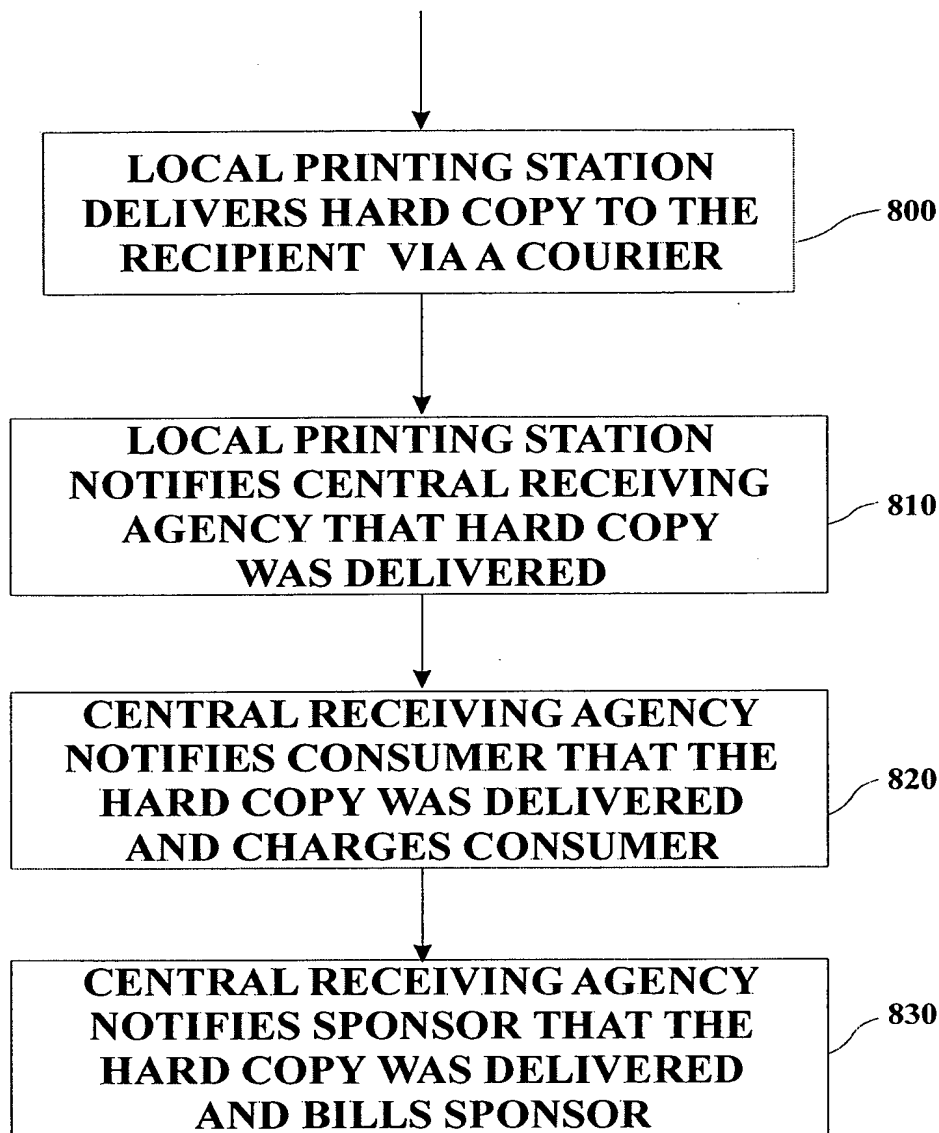 LOCAL PRINTING STATION
DELIVERS HARD COPY TO THE
RECIPIENT VIA A COURIER
800
LOCAL PRINTING STATION
NOTIFIES CENTRAL RECEIVING
AGENCY THAT HARD COPY
WAS DELIVERED
810
CENTRAL RECEIVING AGENCY
NOTIFIES CONSUMER THAT THE
HARD COPY WAS DELIVERED
AND CHARGES CONSUMER
820
CENTRAL RECEIVING AGENCY
NOTIFIES SPONSOR THAT THE
HARD COPY WAS DELIVERED
AND BILLS SPONSOR
830